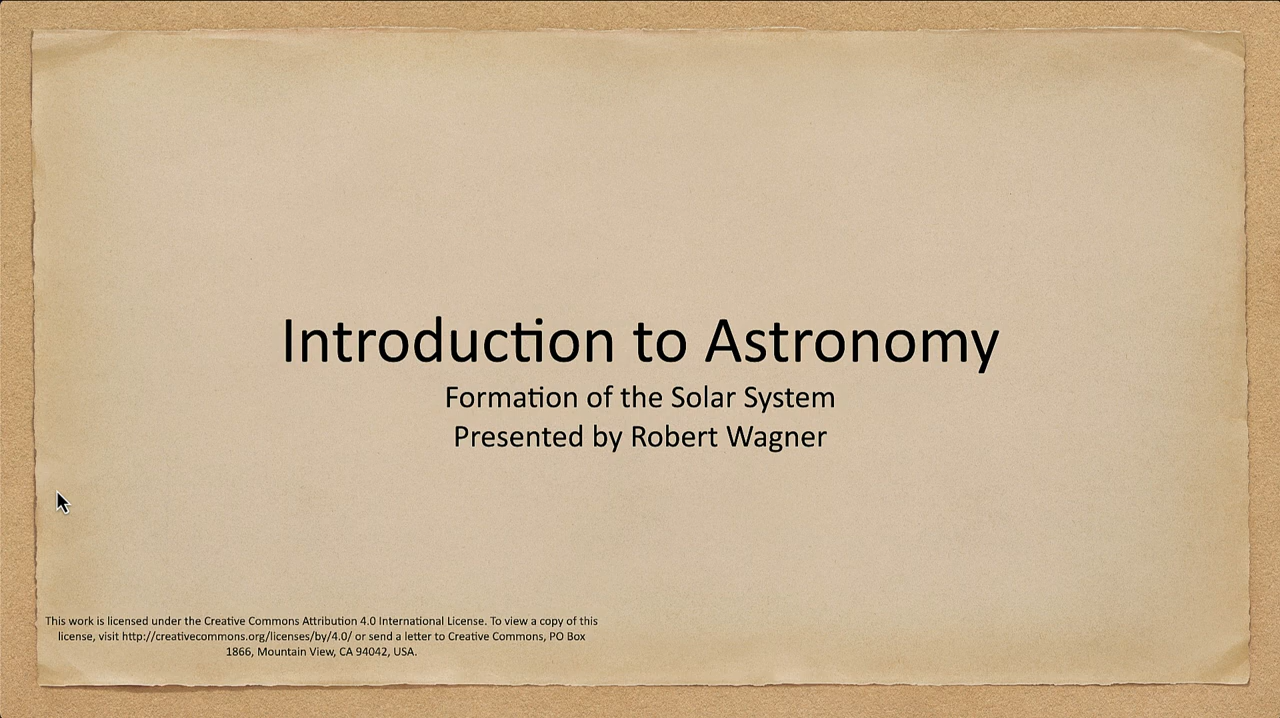 Introduction to Astronomy
Formation of the Solar System
Presented by Robert Wagner
This work is licensed under the Creative Commons Attribution 4.0 International License. To view a copy of this
license, visit http://creativecommons.org/licenses/by/4.0/ or send a letter to Creative Commons, PO Box
1866, Mountain View, CA 94042, USA.